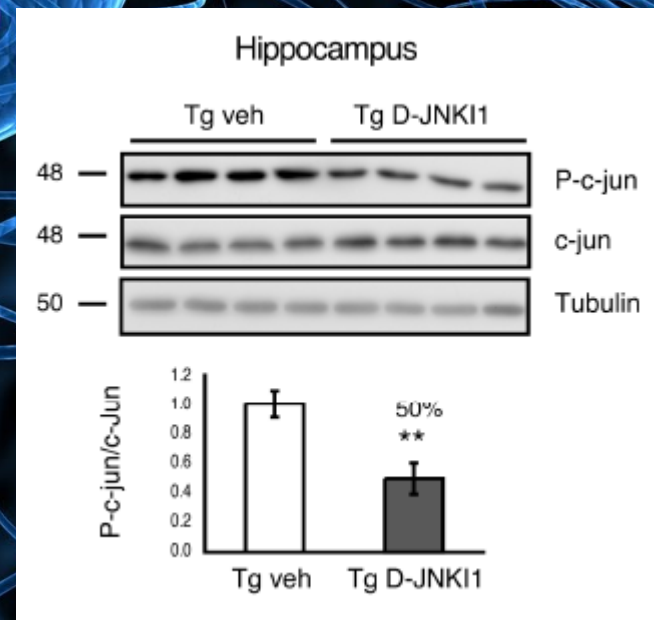 Hippocampus
Tg veh Tg D-JNKI1
48 P-c-jun
48 c-jun
50 Tubulin
P-c-jun/c-Jun
1.2
1.0
0.8
0.6
0.4
0.2
0.0
50%
**
Tg veh Tg D-JNKI1